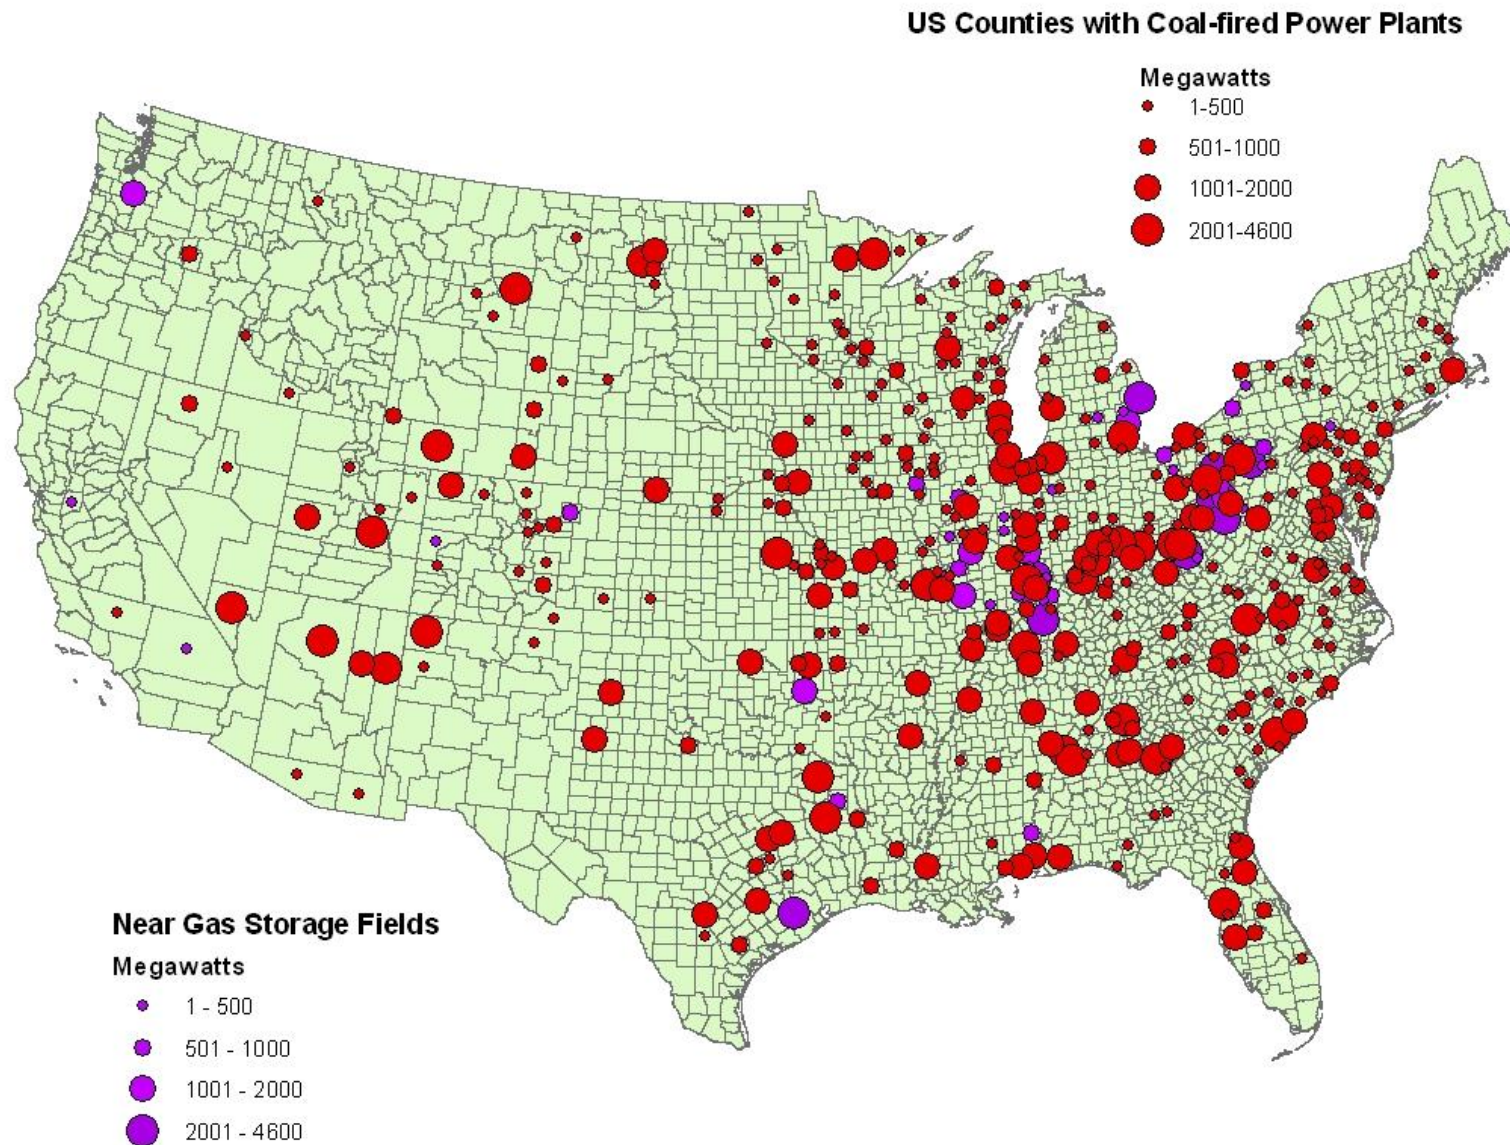 US Counties with Coal-fired Power Plants
Megawatts
1-500
501-1000
1001-2000
2001-4600
Near Gas Storage Fields
Megawatts
1 - 500
501 - 1000
1001 - 2000
2001 - 4600